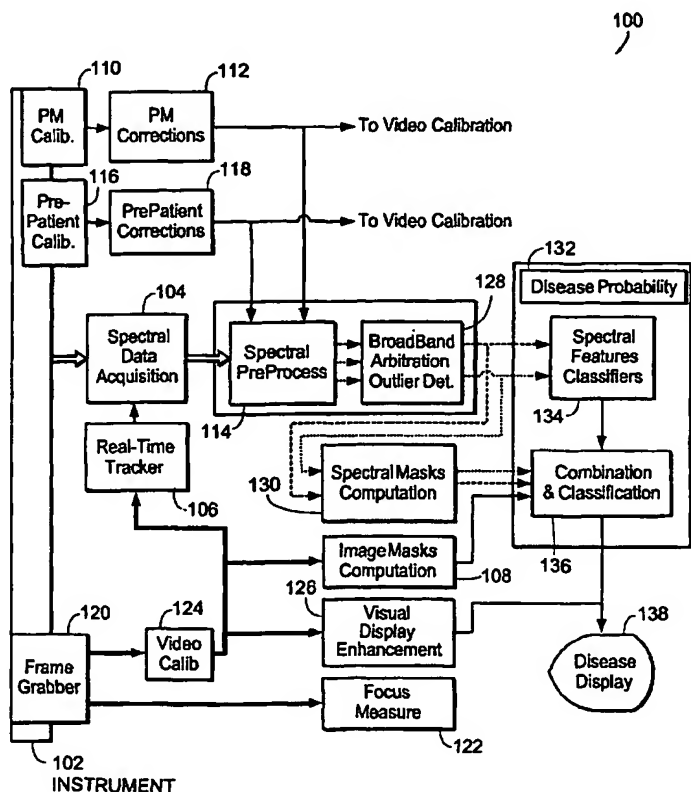 100
110
112
PM
Calib.
PM
Corrections
To Video Calibration
116
118
Pre-
Patient
Calib.
PrePatient
Corrections
To Video Calibration
132
Disease Probability
104
128
Spectral
Data
Acquisition
Spectral
PreProcess
BroadBand
Arbitration
Outlier Det.
Spectral
Features
Classifiers
114
134
Real-Time
Tracker
130
Spectral Masks
Computation
Combination
& Classification
106
Image Masks
Computation
108
136
120
124
126
138
Frame
Grabber
Video
Calib
Visual
Display
Enhancement
Disease
Display
Focus
Measure
122
102
INSTRUMENT